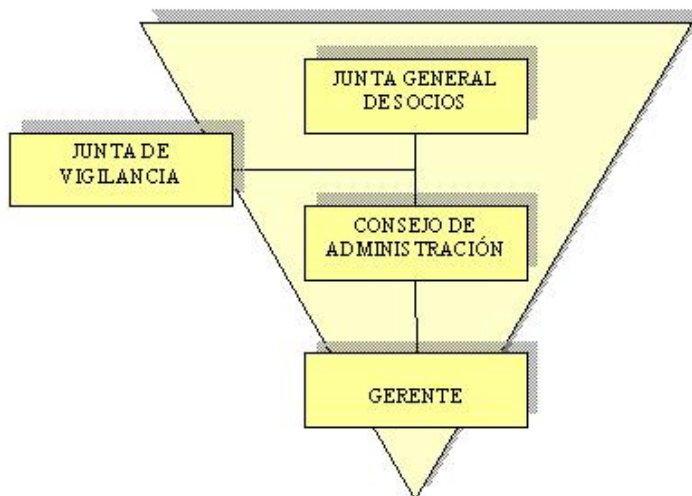 JUNTA GENERAL
DE SOCIOS
JUNTA DE
VIGILANCIA
CONSEJO DE
ADMINISTRACIÓN
GERENTE